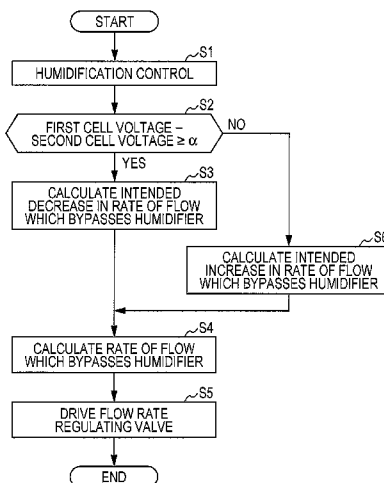 START
S1
HUMIDIFICATION CONTROL
S2
FIRST CELL VOLTAGE –
SECOND CELL VOLTAGE ≥ α
NO
YES
S3
CALCULATE INTENDED
DECREASE IN RATE OF FLOW
WHICH BYPASSES HUMIDIFIER
S6
CALCULATE INTENDED
INCREASE IN RATE OF FLOW
WHICH BYPASSES HUMIDIFIER
S4
CALCULATE RATE OF FLOW
WHICH BYPASSES HUMIDIFIER
S5
DRIVE FLOW RATE
REGULATING VALVE
END